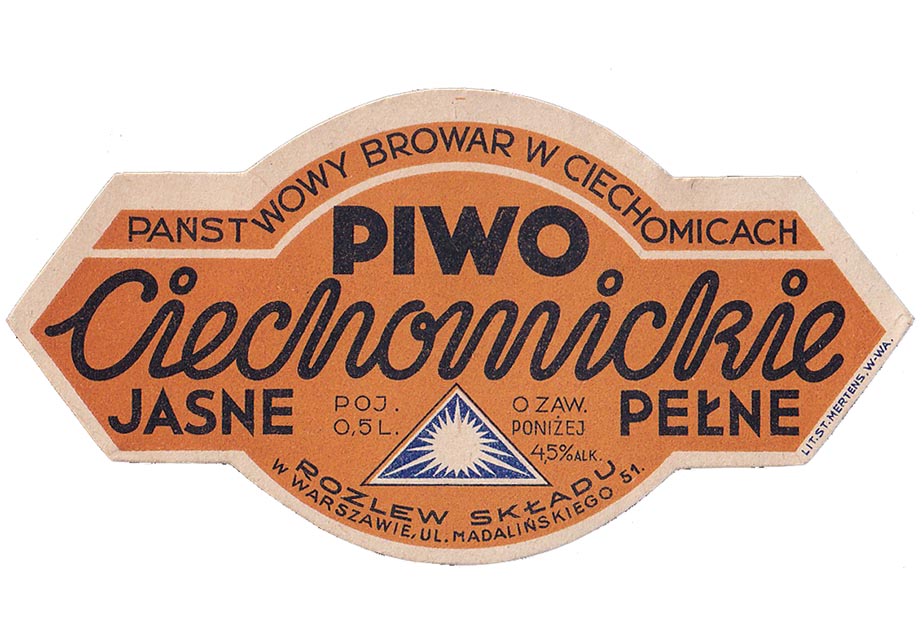 PAŃSTWOWY BROWAR W CIECHOMICACH
PIWO
Ciechomickie
JASNE
POJ.
0,5 L.
O ZAW.
PONIŻEJ
4,5% ALK.
PEŁNE
ROZLEW SKŁADU
W WARSZAWIE, UL. MADALIŃSKIEGO 51.
LIT. ST. MERTENS, W-WA.